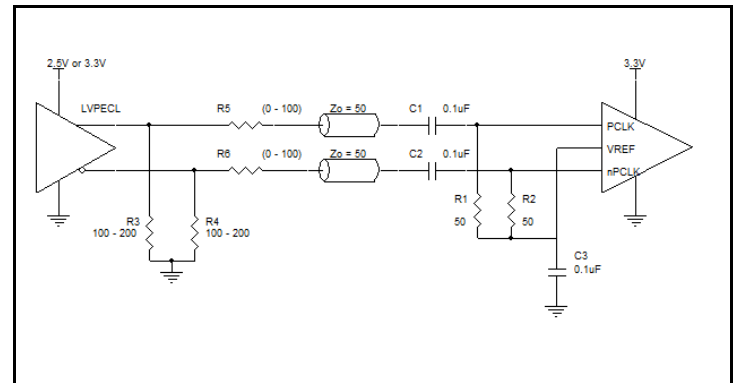 2.5V or 3.3V
3.3V
LVPECL
R5
(0 - 100)
Zo = 50
C1
0.1uF
PCLK
R6
(0 - 100)
Zo = 50
C2
0.1uF
VREF
nPCLK
R3
100 - 200
R4
100 - 200
R1
50
R2
50
C3
0.1uF